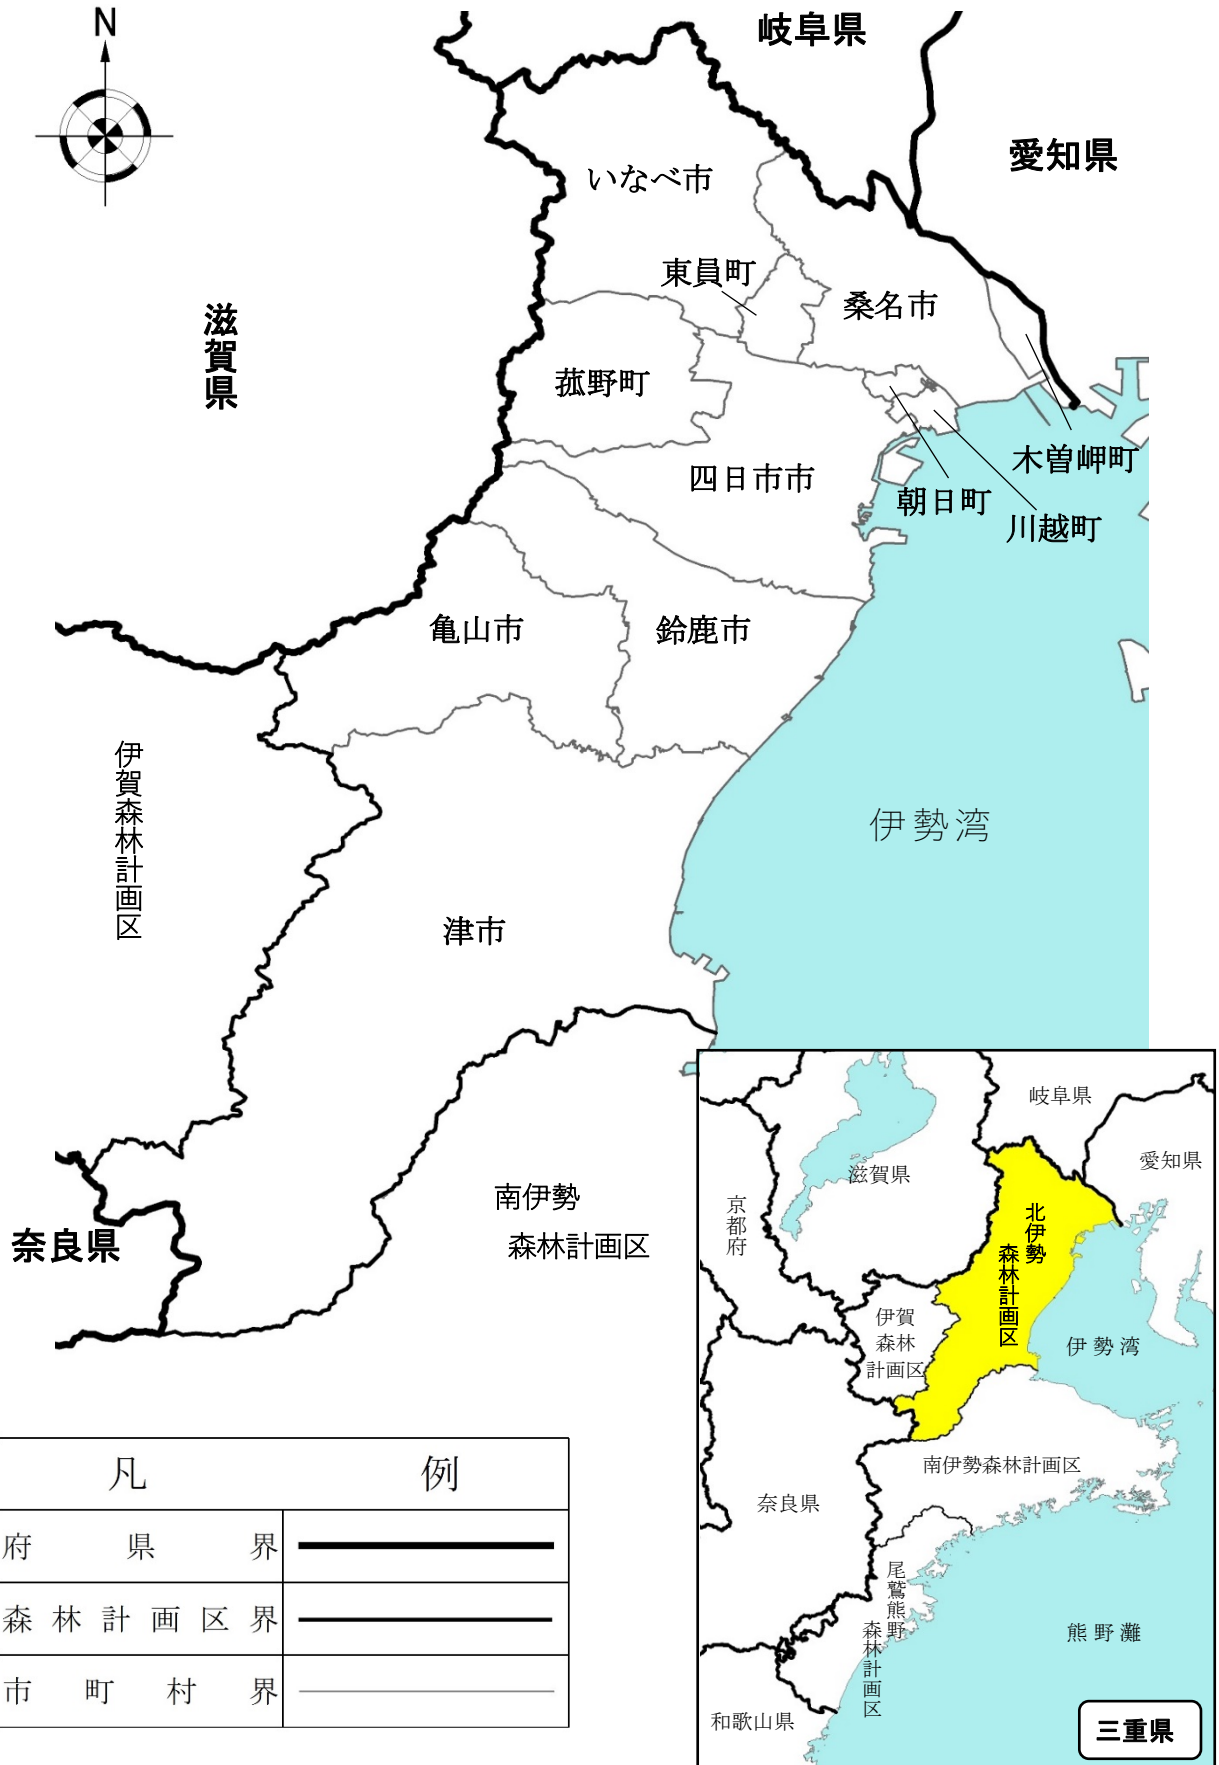 N
岐阜県
愛知県
いなべ市
東員町
桑名市
滋賀県
菰野町
木曽岬町
四日市市
朝日町
川越町
亀山市
鈴鹿市
伊賀森林計画区
伊勢湾
津市
南伊勢
森林計画区
奈良県
凡例
府県界
森林計画区界
市町村界
岐阜県
愛知県
滋賀県
京都府
北伊勢
森林計画区
伊賀
森林
計画区
伊勢湾
南伊勢森林計画区
奈良県
尾鷲熊野
森林計画区
熊野灘
和歌山県
三重県